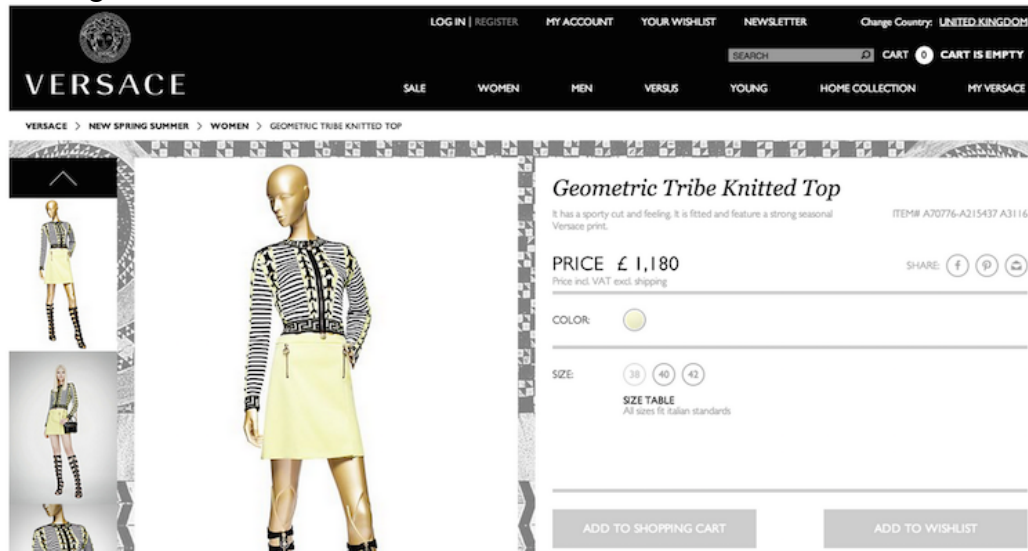 LOG IN | REGISTER MY ACCOUNT YOUR WISHLIST NEWSLETTER Change Country: UNITED KINGDOM
SEARCH CART 0 CART IS EMPTY
VERSACE
SALE WOMEN MEN VERSUS YOUNG HOME COLLECTION MY VERSACE
VERSACE > NEW SPRING SUMMER > WOMEN > GEOMETRIC TRIBE KNITTED TOP
Geometric Tribe Knitted Top
It has a sporty cut and feeling. It is fitted and feature a strong seasonal
Versace print.
ITEM# A70776-A215437 A3116
PRICE £ 1,180
Price incl. VAT excl. shipping
SHARE:
COLOR:
SIZE: 38 40 42
SIZE TABLE
All sizes fit italian standards
ADD TO SHOPPING CART ADD TO WISHLIST